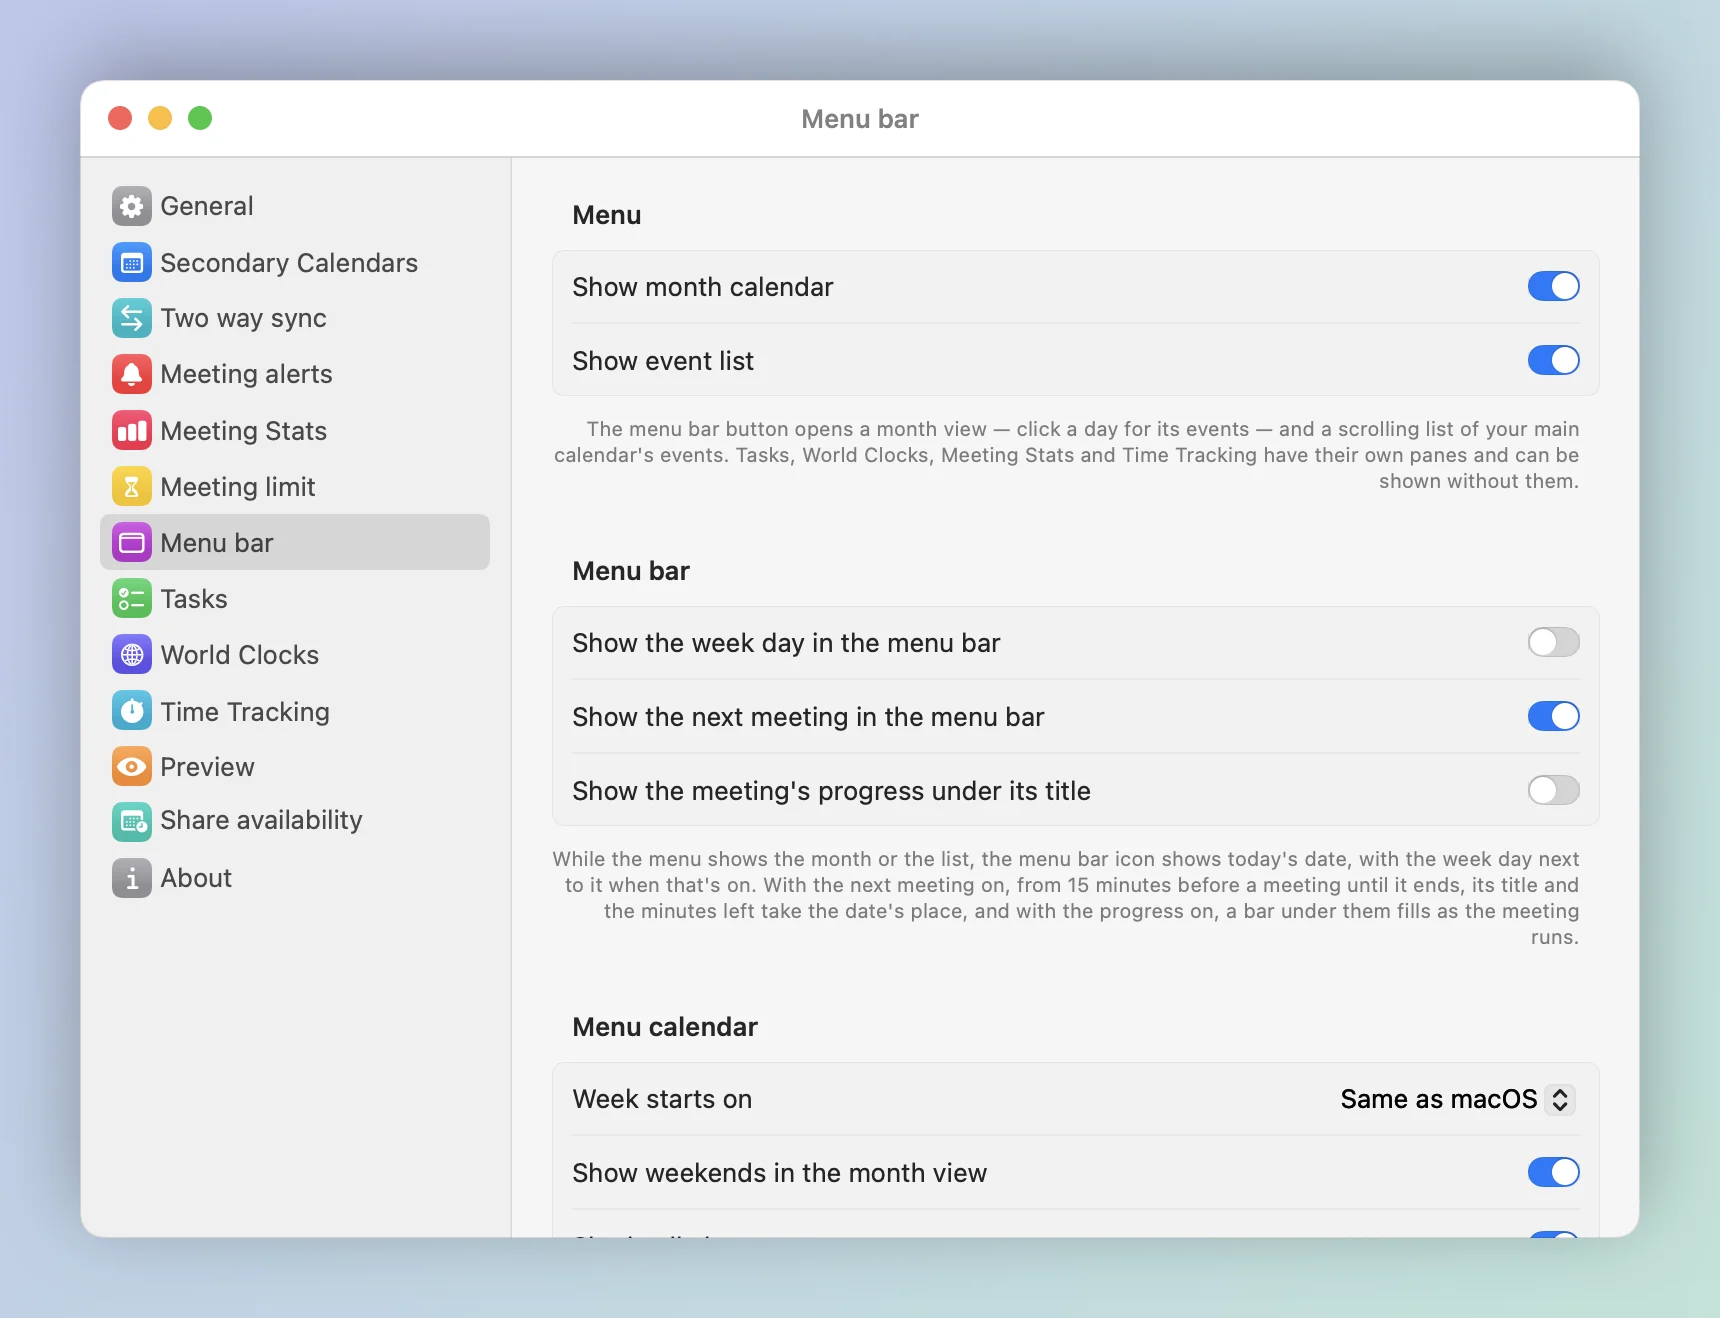 Menu bar
General
Secondary Calendars
Two way sync
Meeting alerts
Meeting Stats
Meeting limit
Menu bar
Tasks
World Clocks
Time Tracking
Preview
Share availability
About
Menu
Show month calendar
Show event list
The menu bar button opens a month view — click a day for its events — and a scrolling list of your main
calendar's events. Tasks, World Clocks, Meeting Stats and Time Tracking have their own panes and can be
shown without them.
Menu bar
Show the week day in the menu bar
Show the next meeting in the menu bar
Show the meeting's progress under its title
While the menu shows the month or the list, the menu bar icon shows today's date, with the week day next
to it when that's on. With the next meeting on, from 15 minutes before a meeting until it ends, its title and
the minutes left take the date's place, and with the progress on, a bar under them fills as the meeting
runs.
Menu calendar
Week starts on
Same as macOS
Show weekends in the month view